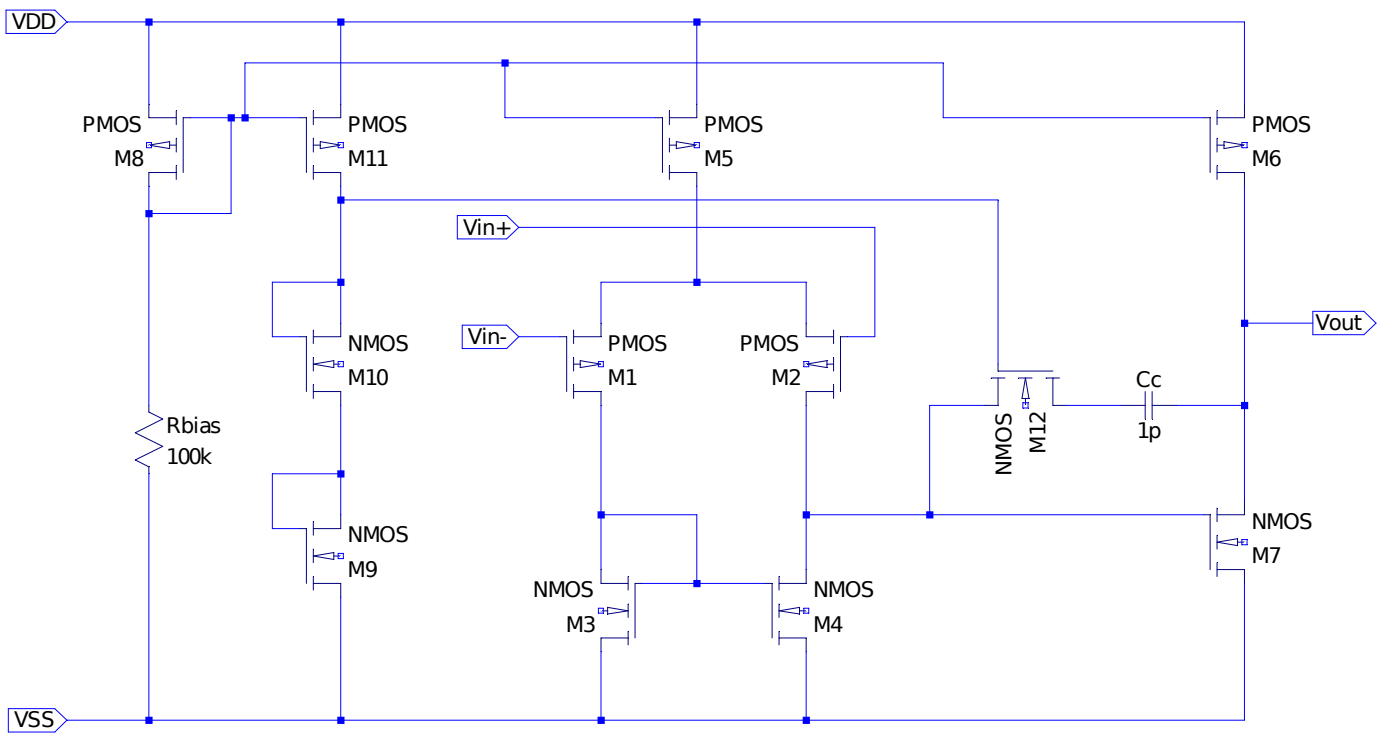 VDD
PMOS
M8
PMOS
M11
PMOS
M5
PMOS
M6
Vin+
Vin-
NMOS
M10
PMOS
M1
PMOS
M2
Vout
Cc
1p
NMOS
M12
Rbias
100k
NMOS
M9
NMOS
M3
NMOS
M4
NMOS
M7
VSS